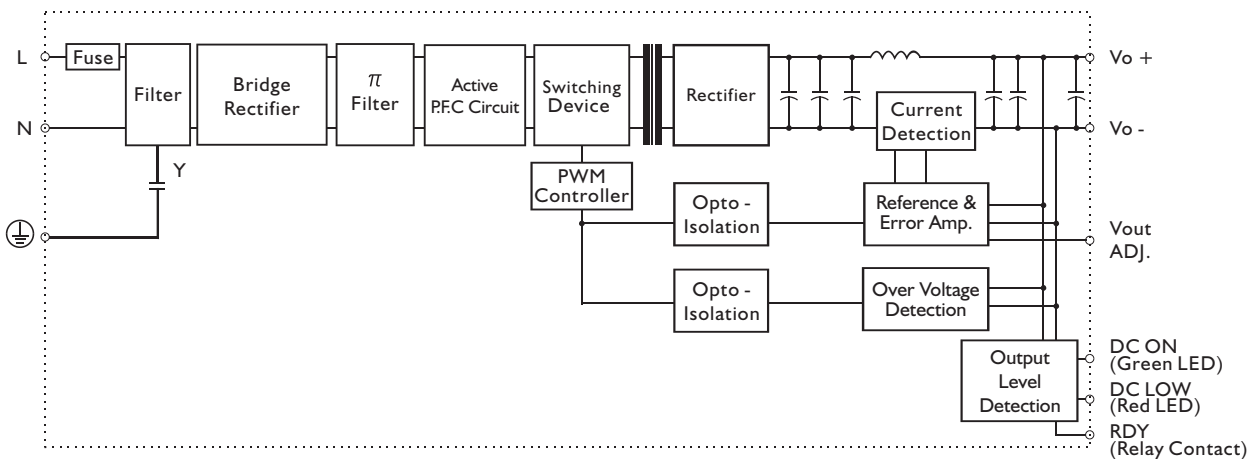 L
Fuse
Filter
Bridge
Rectifier
π
Filter
Active
P.F.C Circuit
Switching
Device
Rectifier
Current
Detection
Vo +
N
Vo -
Y
PWM
Controller
Opto -
Isolation
Reference &
Error Amp.
Vout
ADJ.
Opto -
Isolation
Over Voltage
Detection
Output
Level
Detection
DC ON
(Green LED)
DC LOW
(Red LED)
RDY
(Relay Contact)